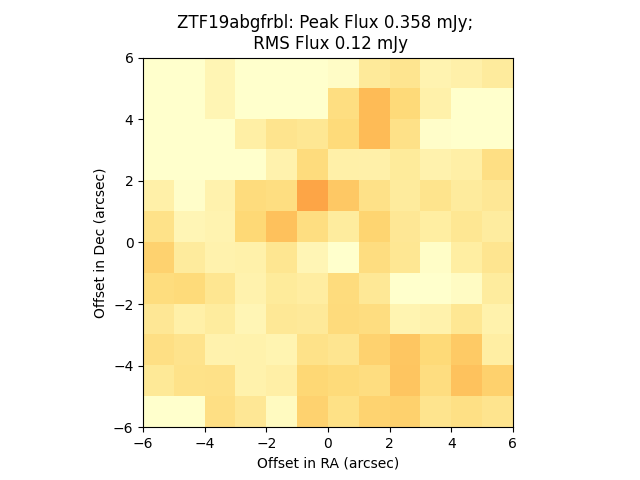 ZTF19abgfrbl: Peak Flux 0.358 mJy;
RMS Flux 0.12 mJy
6
4
2
0
−2
−4
−6
Offset in Dec (arcsec)
−6 −4 −2 0 2 4 6
Offset in RA (arcsec)